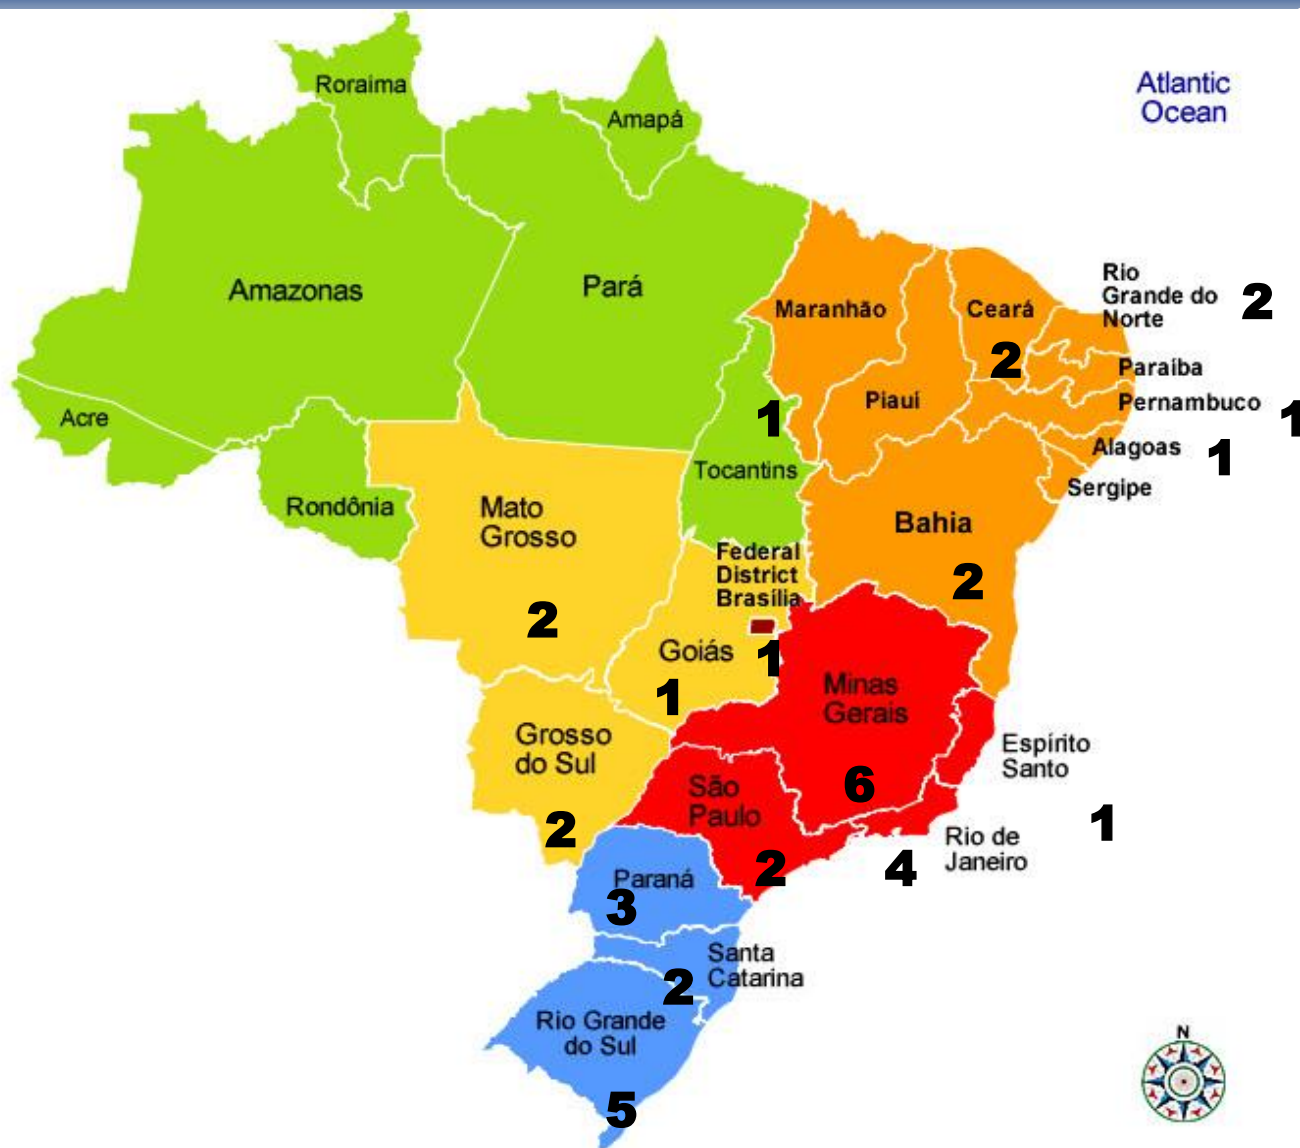 Roraima
Atlantic
Ocean
Amapá
Rio
Grande do
Norte
2
Amazonas
Pará
Maranhão
Ceará
2
Paraiba
Piaui
Pernambuco
1
Acre
1
Alagoas
1
Tocantins
Sergipe
Rondônia
Mato
Grosso
2
Bahia
2
Federal
District
Brasília
1
Goiás
1
Minas
Gerais
6
Grosso
do Sul
2
Espírito
Santo
1
São
Paulo
2
Rio de
Janeiro
4
Paraná
3
Santa
Catarina
2
Rio Grande
do Sul
5
N